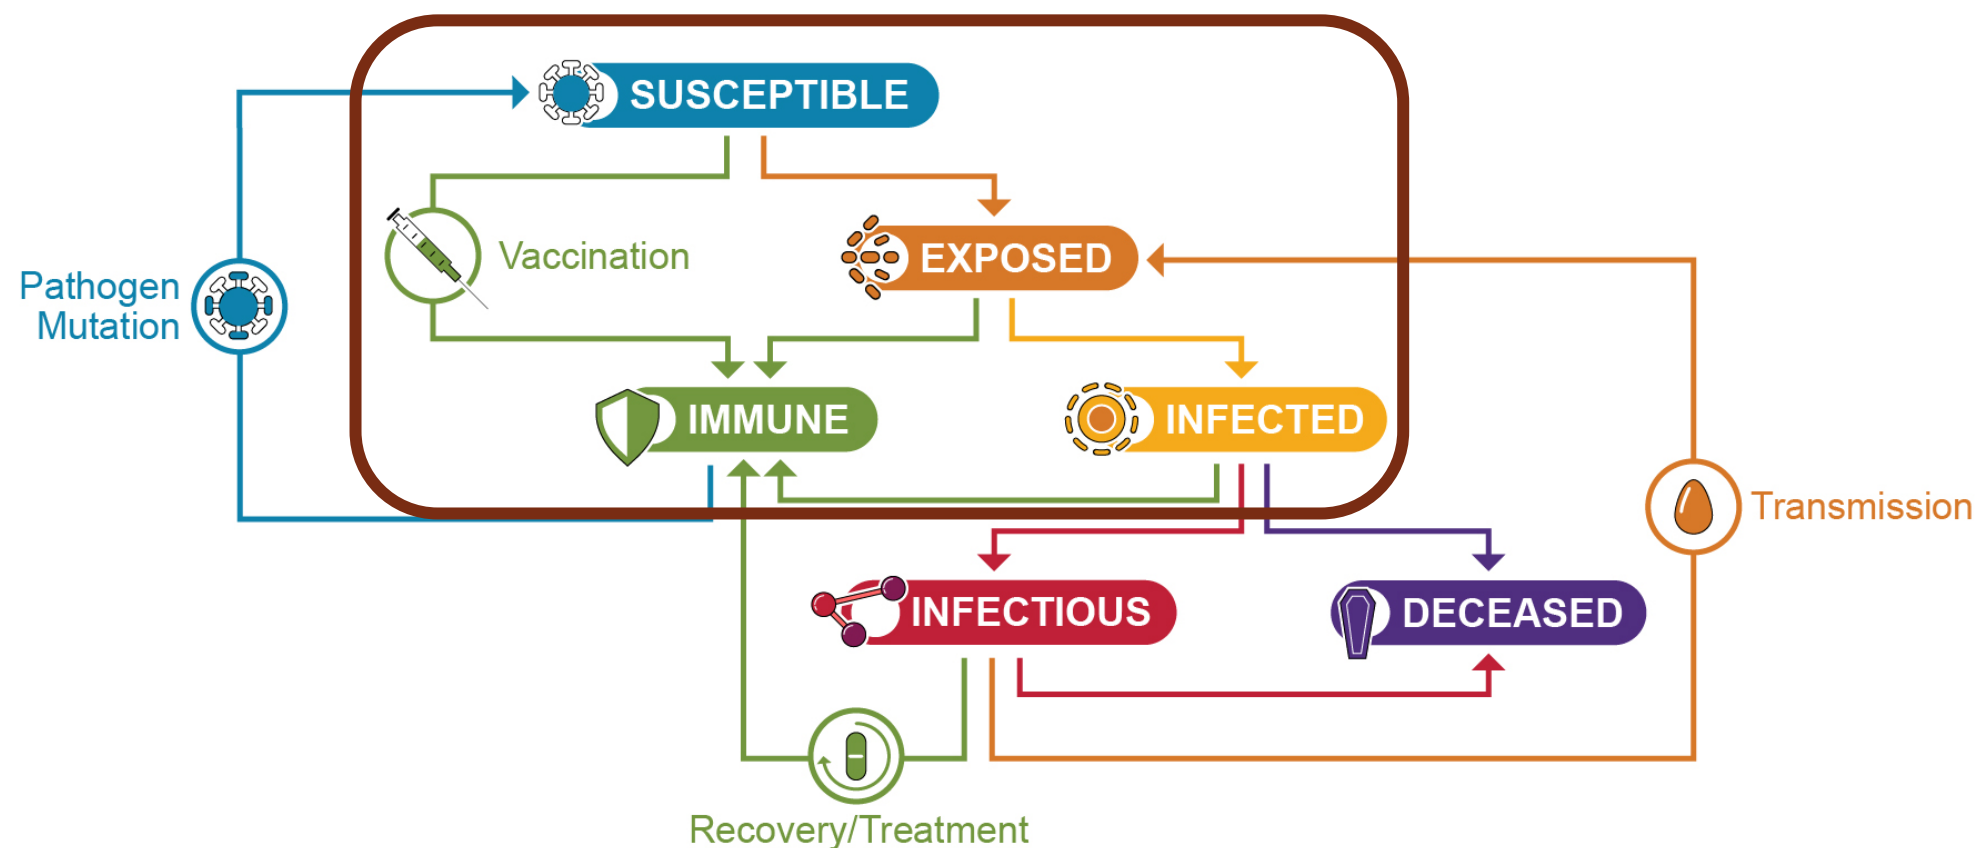 SUSCEPTIBLE
Vaccination
EXPOSED
Pathogen
Mutation
IMMUNE
INFECTED
Transmission
INFECTIOUS
DECEASED
Recovery/Treatment